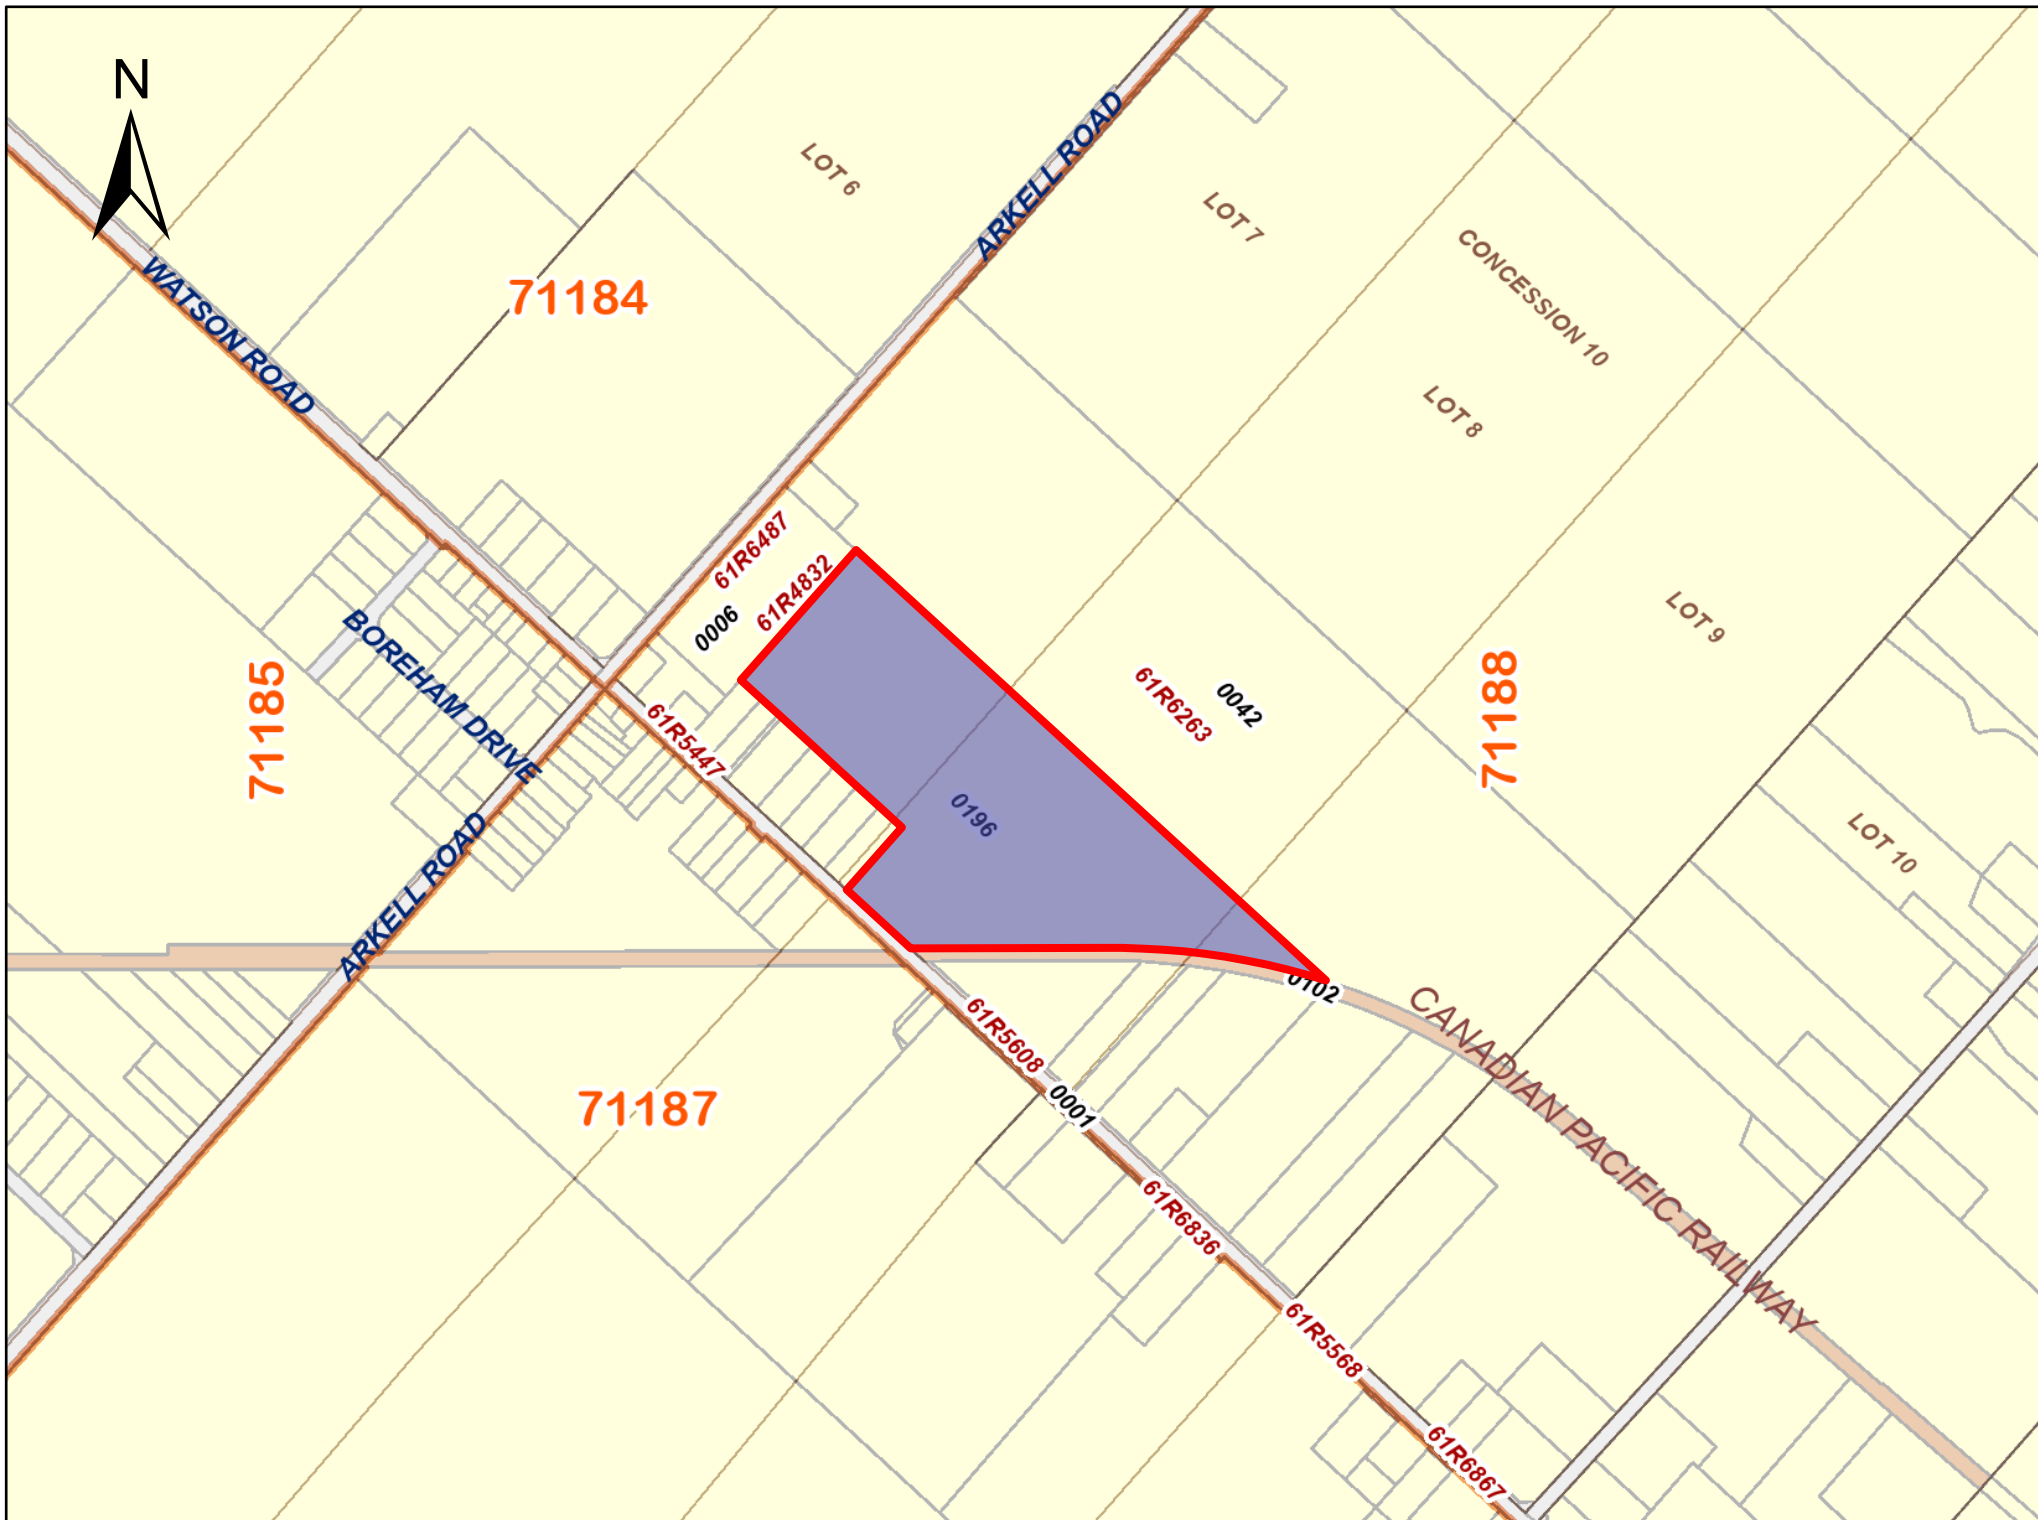 N
ARKELL ROAD
LOT 6
LOT 7
CONCESSION 10
WATSON ROAD
71184
LOT 8
61R6487
61R4832
0006
LOT 9
BOREHAM DRIVE
71185
61R5447
61R6263
0042
71188
0196
LOT 10
ARKELL ROAD
0102
CANADIAN PACIFIC RAILWAY
61R5608
71187
0001
61R6836
61R5568
61R6867